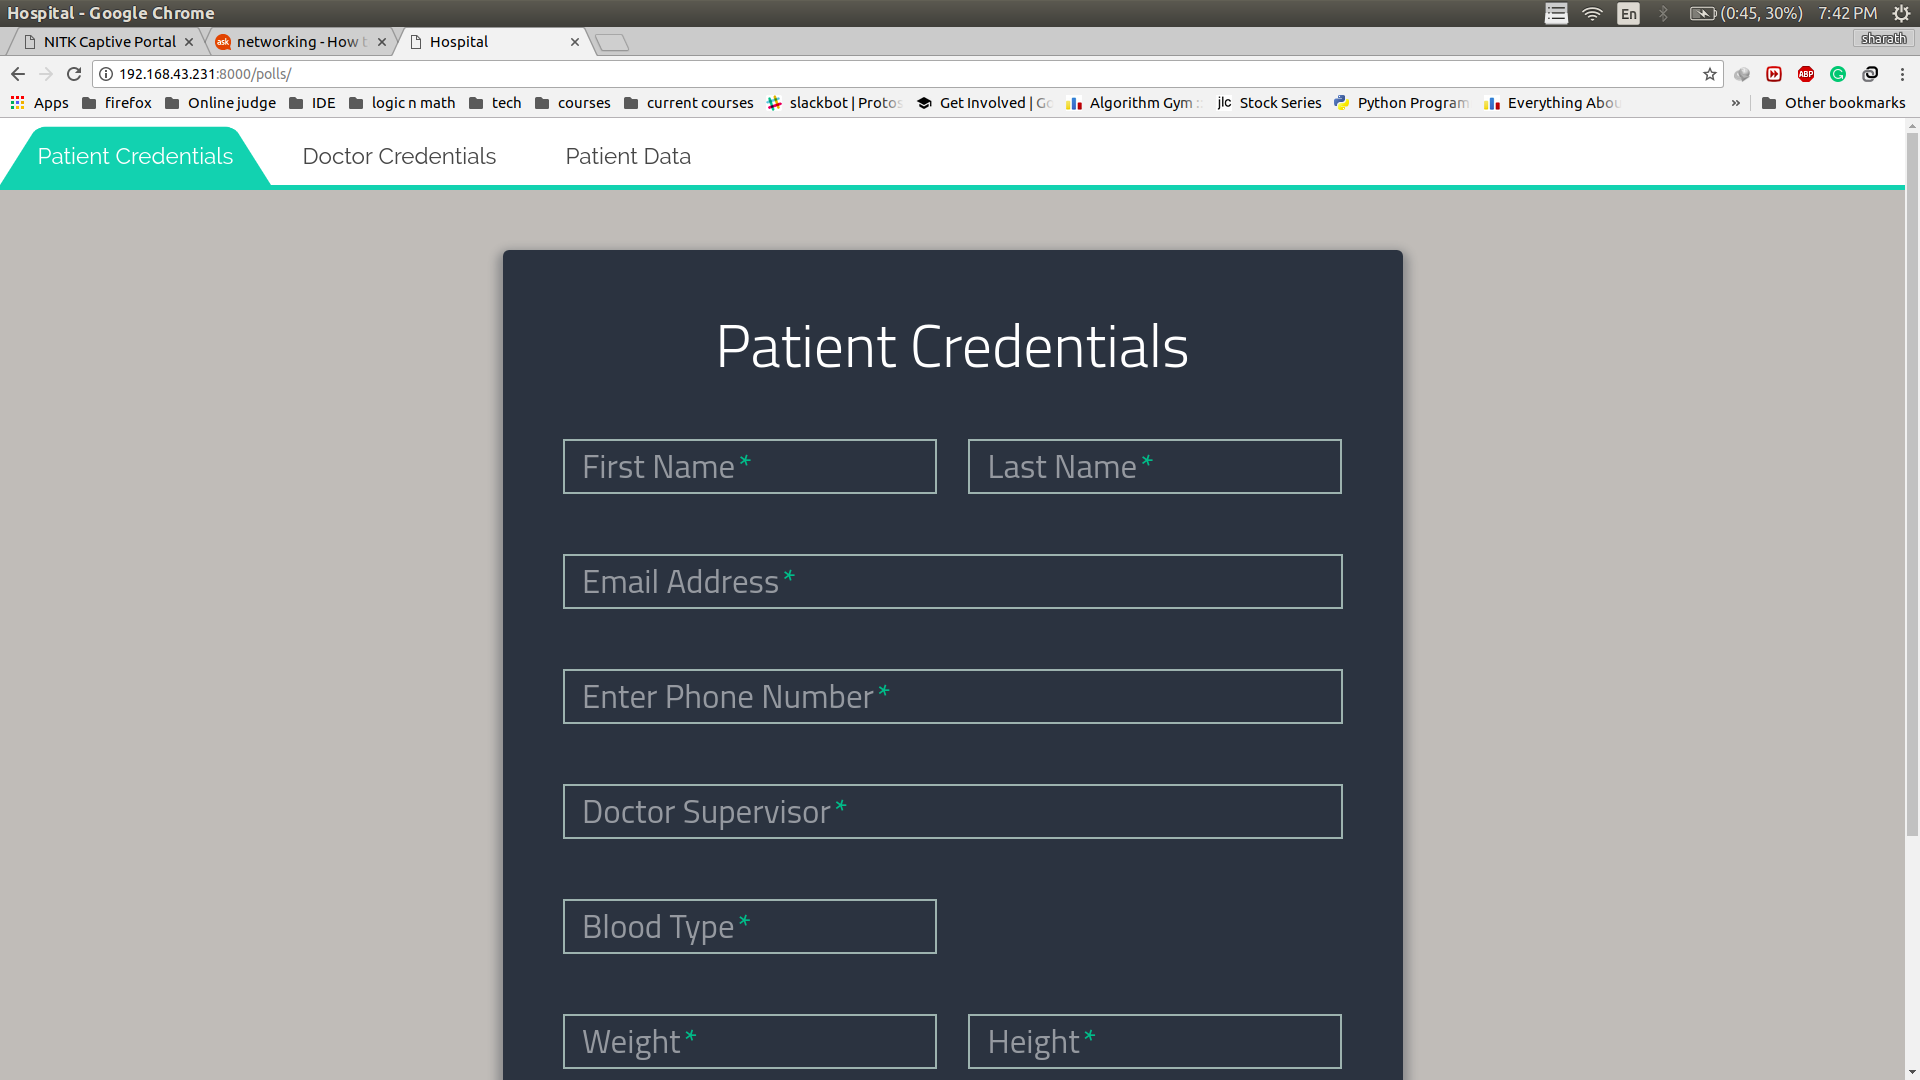 Hospital - Google Chrome
En
(0:45, 30%)
7:42 PM
NITK Captive Portal
ask
networking - How t
Hospital
sharath
192.168.43.231:8000/polls/
ABP
Apps
firefox
Online judge
IDE
logic n math
tech
courses
current courses
slackbot | Protos
Get Involved | Go
Algorithm Gym ::
jlc
Stock Series
Python Program
Everything Abou
»
Other bookmarks
Patient Credentials
Doctor Credentials
Patient Data
Patient Credentials
First Name*
Last Name*
Email Address*
Enter Phone Number*
Doctor Supervisor*
Blood Type*
Weight*
Height*